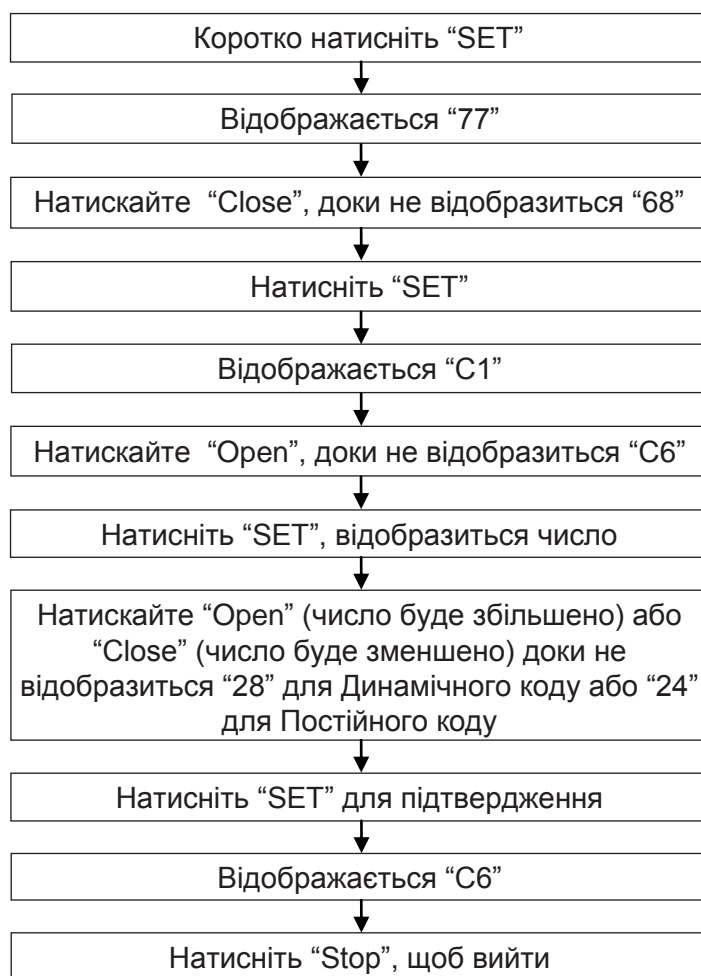 Коротко натисніть “SET”
Відображається “77”
Натискайте “Close”, доки не відобразиться “68”
Натисніть “SET”
Відображається “C1”
Натискайте “Open”, доки не відобразиться “C6”
Натисніть “SET”, відобразиться число
Натискайте “Open” (число буде збільшено) або
“Close” (число буде зменшено) доки не
відобразиться “28” для Динамічного коду або “24”
для Постійного коду
Натисніть “SET” для підтвердження
Відображається “C6”
Натисніть “Stop”, щоб вийти